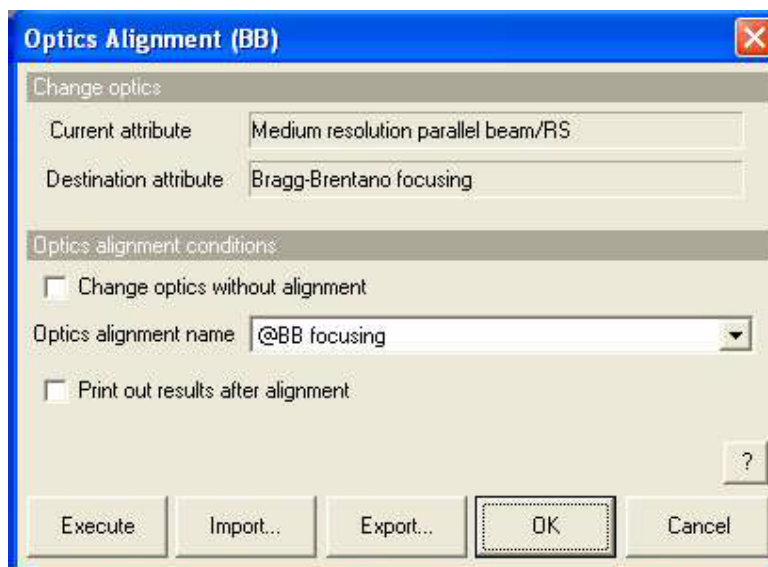 Optics Alignment (BB)
Change optics
Current attribute Medium resolution parallel beam/RS
Destination attribute Bragg-Brentano focusing
Optics alignment conditions
Change optics without alignment
Optics alignment name @BB focusing
Print out results after alignment
?
Execute Import... Export... OK Cancel